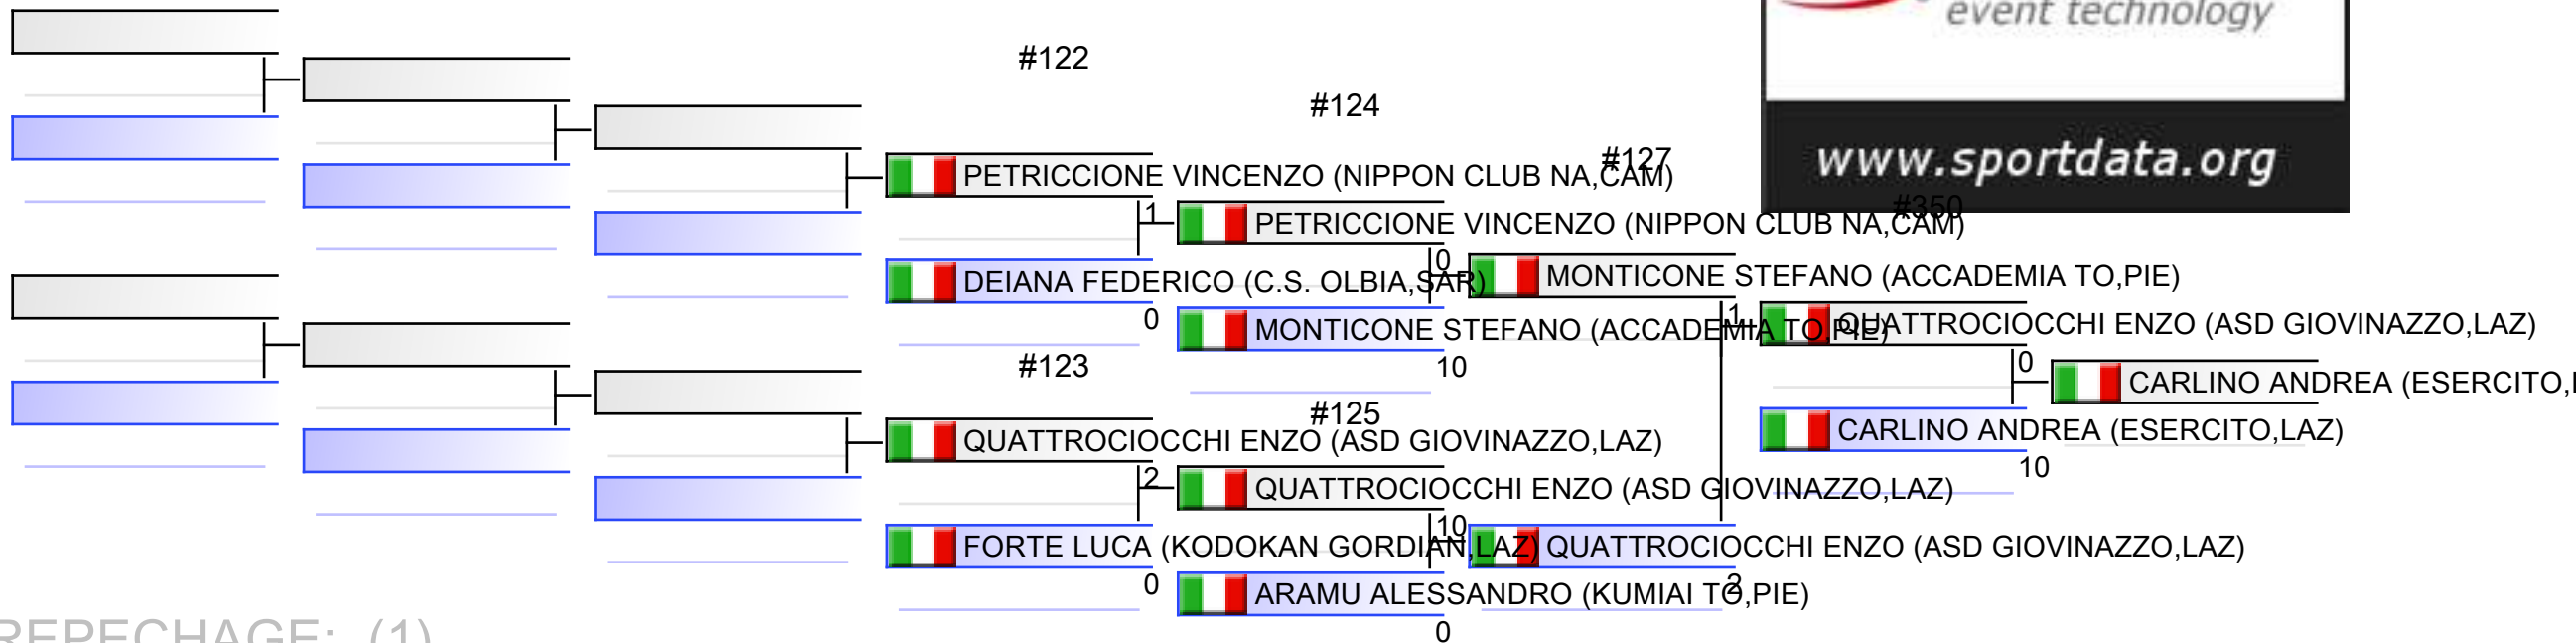 event technology
#122
#124
#127
www.sportdata.org
PETRICCIONE VINCENZO (NIPPON CLUB NA,CAM)
#350
1
PETRICCIONE VINCENZO (NIPPON CLUB NA,CAM)
0
DEIANA FEDERICO (C.S. OLBIA,SAR)
MONTICONE STEFANO (ACCADEMIA TO,PIE)
0
1
MONTICONE STEFANO (ACCADEMIA TO,PIE)
QUATTROCIOCCHI ENZO (ASD GIOVINAZZO,LAZ)
#123
10
0
CARLINO ANDREA (ESERCITO,
#125
CARLINO ANDREA (ESERCITO,LAZ)
QUATTROCIOCCHI ENZO (ASD GIOVINAZZO,LAZ)
10
2
QUATTROCIOCCHI ENZO (ASD GIOVINAZZO,LAZ)
10
FORTE LUCA (KODOKAN GORDIAN,LAZ)
QUATTROCIOCCHI ENZO (ASD GIOVINAZZO,LAZ)
0
2
ARAMU ALESSANDRO (KUMIAI TO,PIE)
0
REPECHAGE: (1)